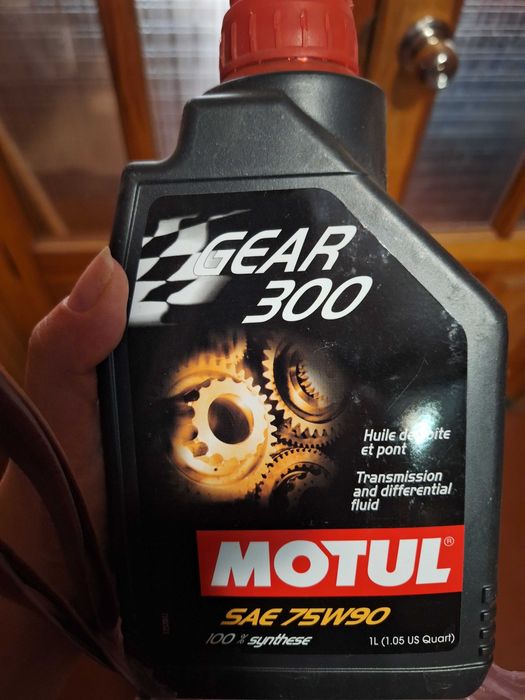 GEAR
300
Huile de boîte
et pont
Transmission
and differential
fluid
MOTUL®
SAE 75W90
100 % synthese
1L (1.05 US Quart)